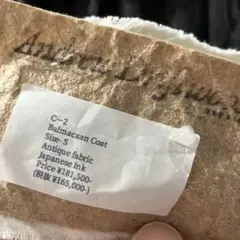 C-2
Balmacaan Coat
Size-S
Antique fabric
Japanese Ink
Price ¥181,500-
(税抜 ¥165,000-)